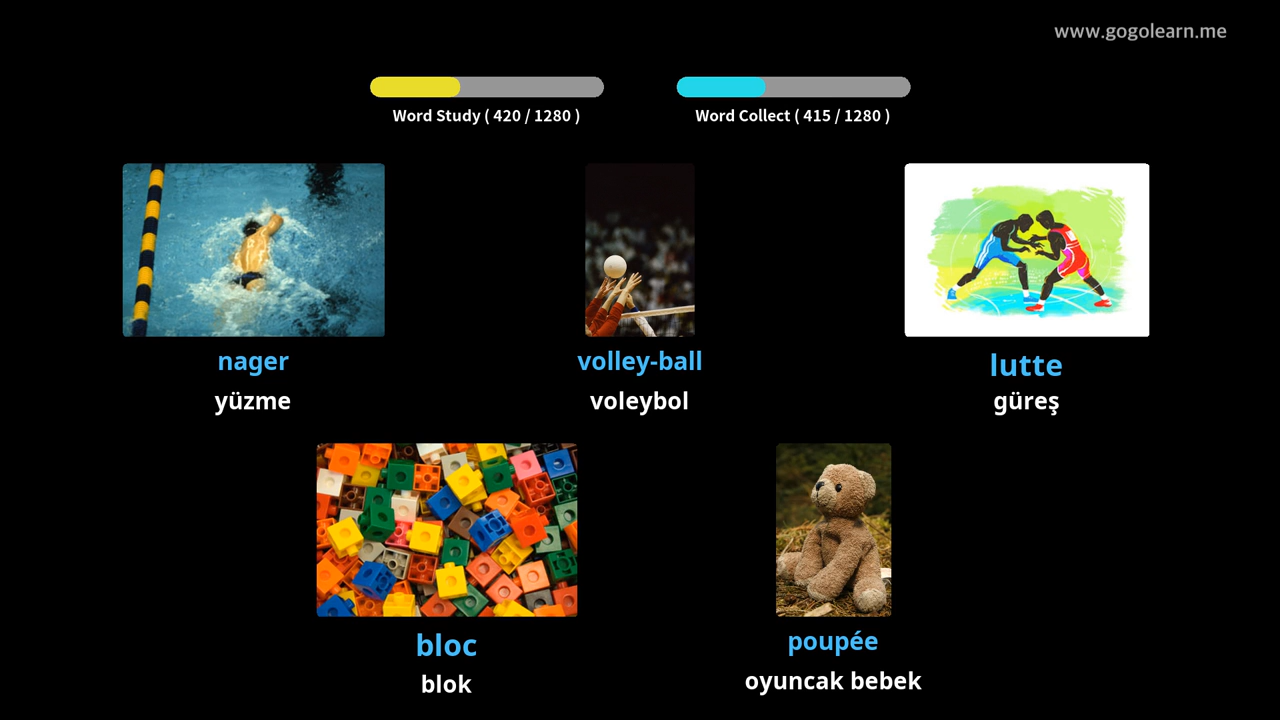 www.gogolearn.me
Word Study ( 420 / 1280 )
Word Collect ( 415 / 1280 )
nager
yüzme
volley-ball
voleybol
lutte
güreş
bloc
blok
poupée
oyuncak bebek